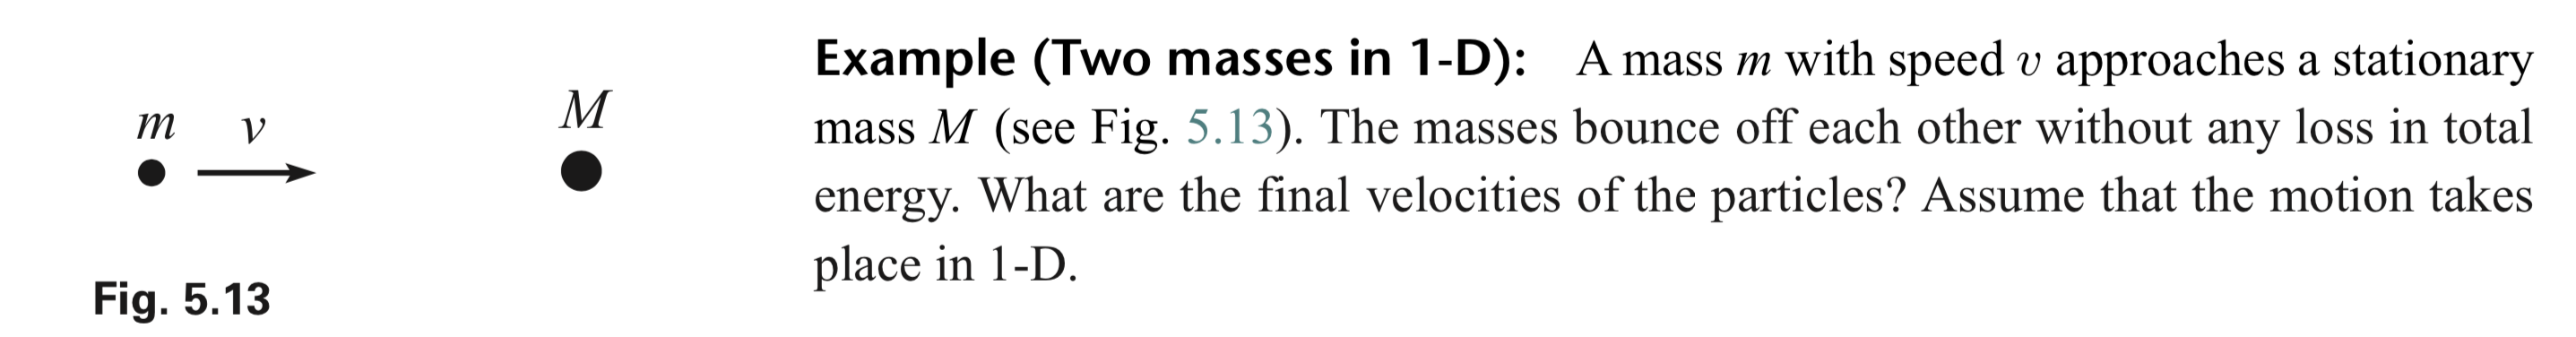 m v
M
Fig. 5.13
Example (Two masses in 1-D): A mass m with speed v approaches a stationary
mass M (see Fig. 5.13). The masses bounce off each other without any loss in total
energy. What are the final velocities of the particles? Assume that the motion takes
place in 1-D.